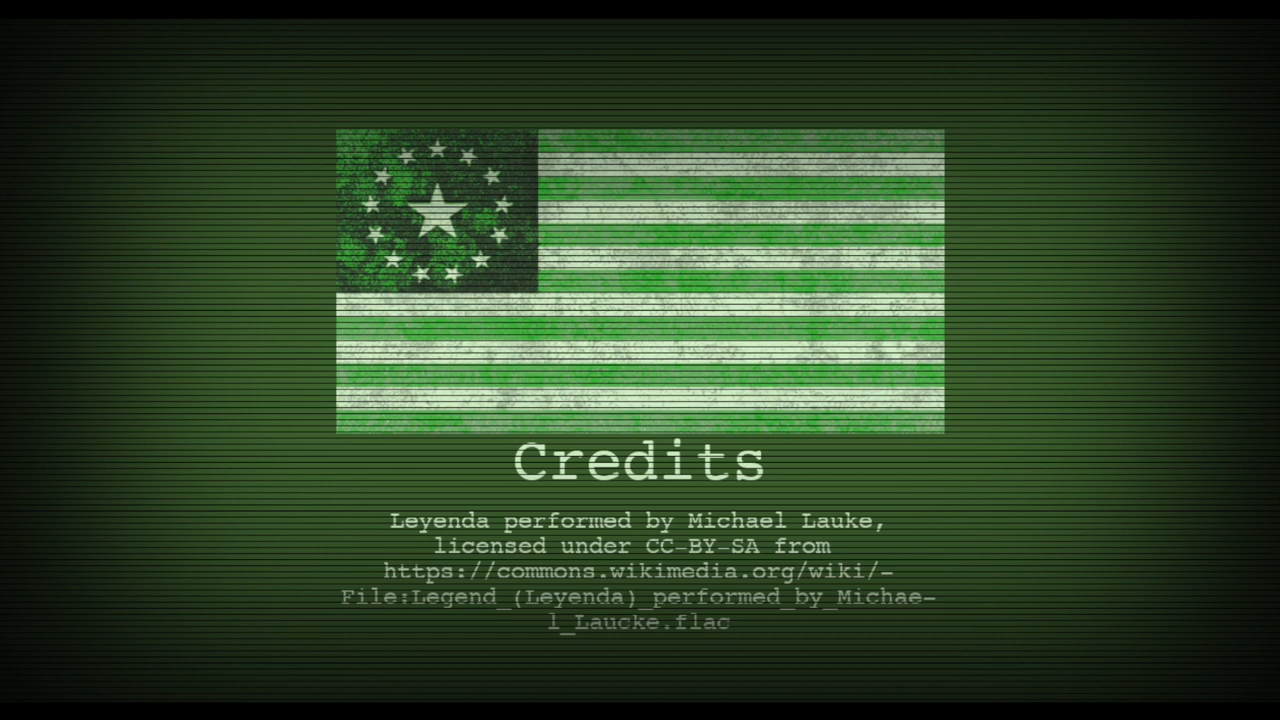 Credits
Leyenda performed by Michael Lauke,
licensed under CC-BY-SA from
https://commons.wikimedia.org/wiki/-
File:Legend_(Leyenda)_performed_by_Michae-
l_Laucke.flac